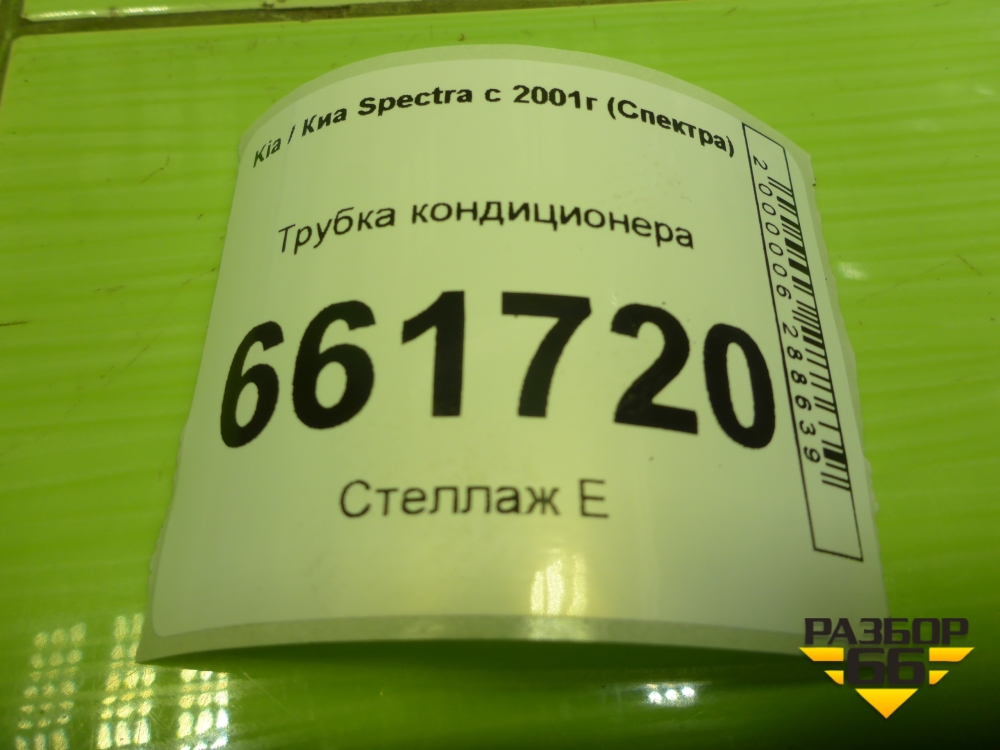 Kia / Киа Spectra с 2001г (Спектра)
Трубка кондиционера
661720
Стеллаж Е
2000006288639
РАЗБОР
66